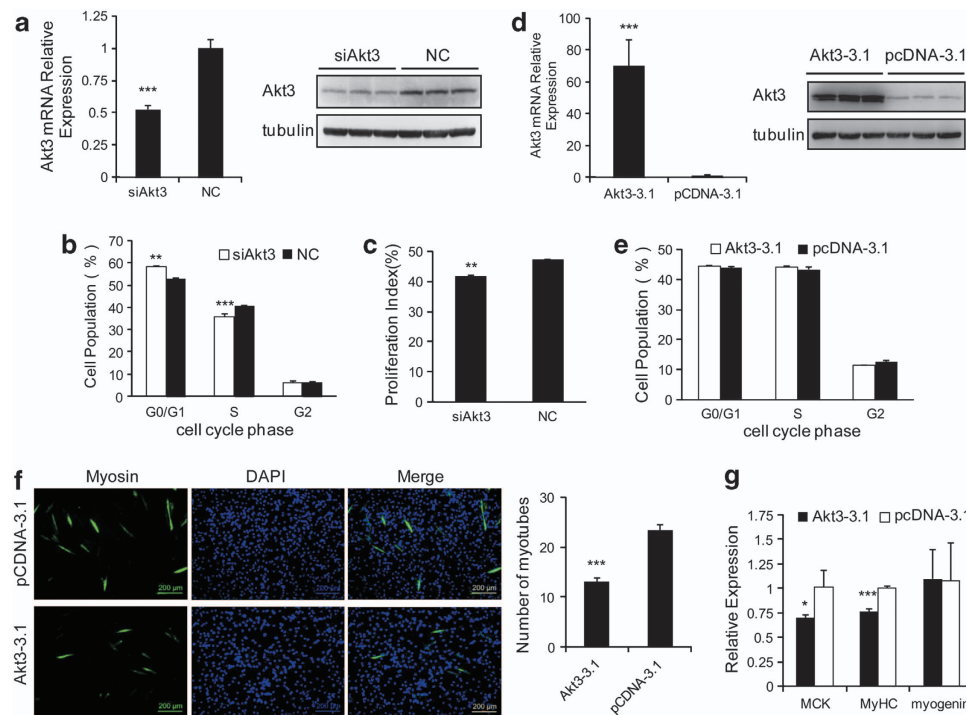 a
Akt3 mRNA Relative
Expression
1.25
1
0.75
0.5
0.25
0
***
siAkt3
NC
siAkt3
NC
Akt3
tubulin
d
Akt3 mRNA Relative
Expression
100
80
60
40
20
0
***
Akt3-3.1
pCDNA-3.1
Akt3-3.1
pcDNA-3.1
Akt3
tubulin
b
Cell Population ( % )
70
60
50
40
30
20
10
0
siAkt3
NC
**
***
G0/G1
S
G2
cell cycle phase
c
Proliferation Index(%)
50
40
30
20
10
0
**
siAkt3
NC
e
Cell Population ( % )
50
40
30
20
10
0
Akt3-3.1
pcDNA-3.1
G0/G1
S
G2
cell cycle phase
f
Myosin
DAPI
Merge
pCDNA-3.1
200 µm
200 µm
200 µm
Akt3-3.1
200 µm
200 µm
200 µm
Number of myotubes
30
20
10
0
***
Akt3-3.1
pCDNA-3.1
g
Relative Expression
1.75
1.5
1.25
1
0.75
0.5
0.25
0
Akt3-3.1
pcDNA-3.1
*
***
MCK
MyHC
myogenin